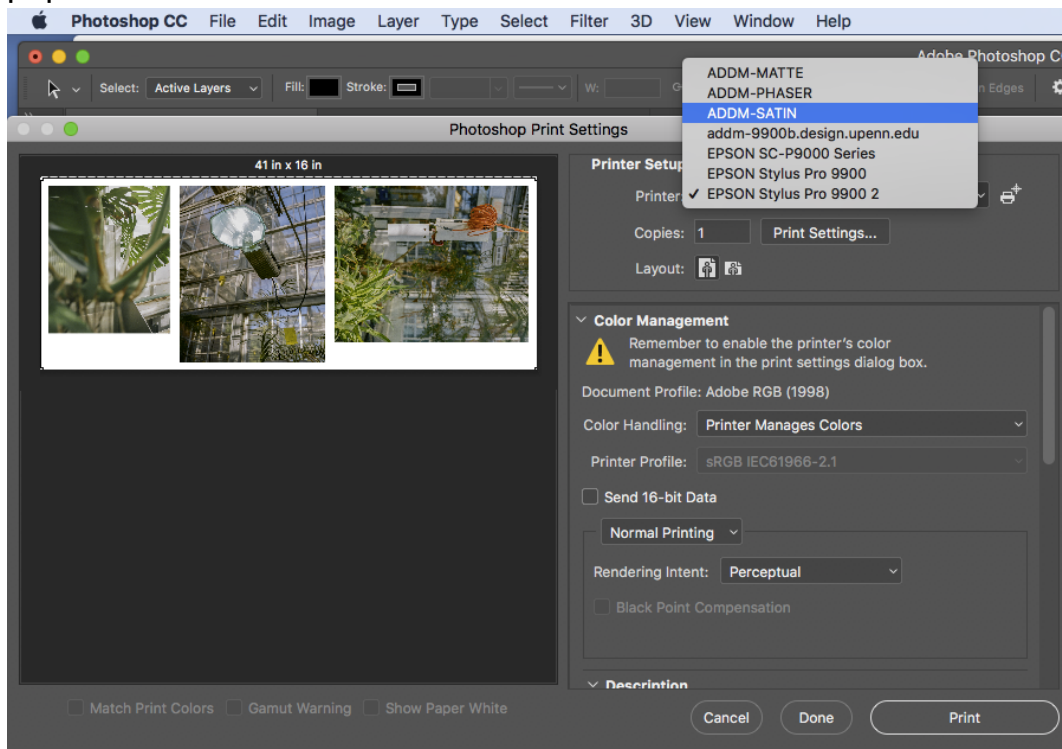 Photoshop CC File Edit Image Layer Type Select Filter 3D View Window Help
Adobe Photoshop C
Select: Active Layers Fill: Stroke: W: Edges
Photoshop Print Settings
ADDM-MATTE
ADDM-PHASER
ADDM-SATIN
addm-9900b.design.upenn.edu
EPSON SC-P9000 Series
EPSON Stylus Pro 9900
✓ EPSON Stylus Pro 9900 2
41 in x 16 in
Printer Setup
Printer
Copies: 1 Print Settings...
Layout:
Color Management
Remember to enable the printer's color
management in the print settings dialog box.
Document Profile: Adobe RGB (1998)
Color Handling: Printer Manages Colors
Printer Profile: sRGB IEC61966-2.1
Send 16-bit Data
Normal Printing
Rendering Intent: Perceptual
Black Point Compensation
Description
Match Print Colors Gamut Warning Show Paper White
Cancel Done Print